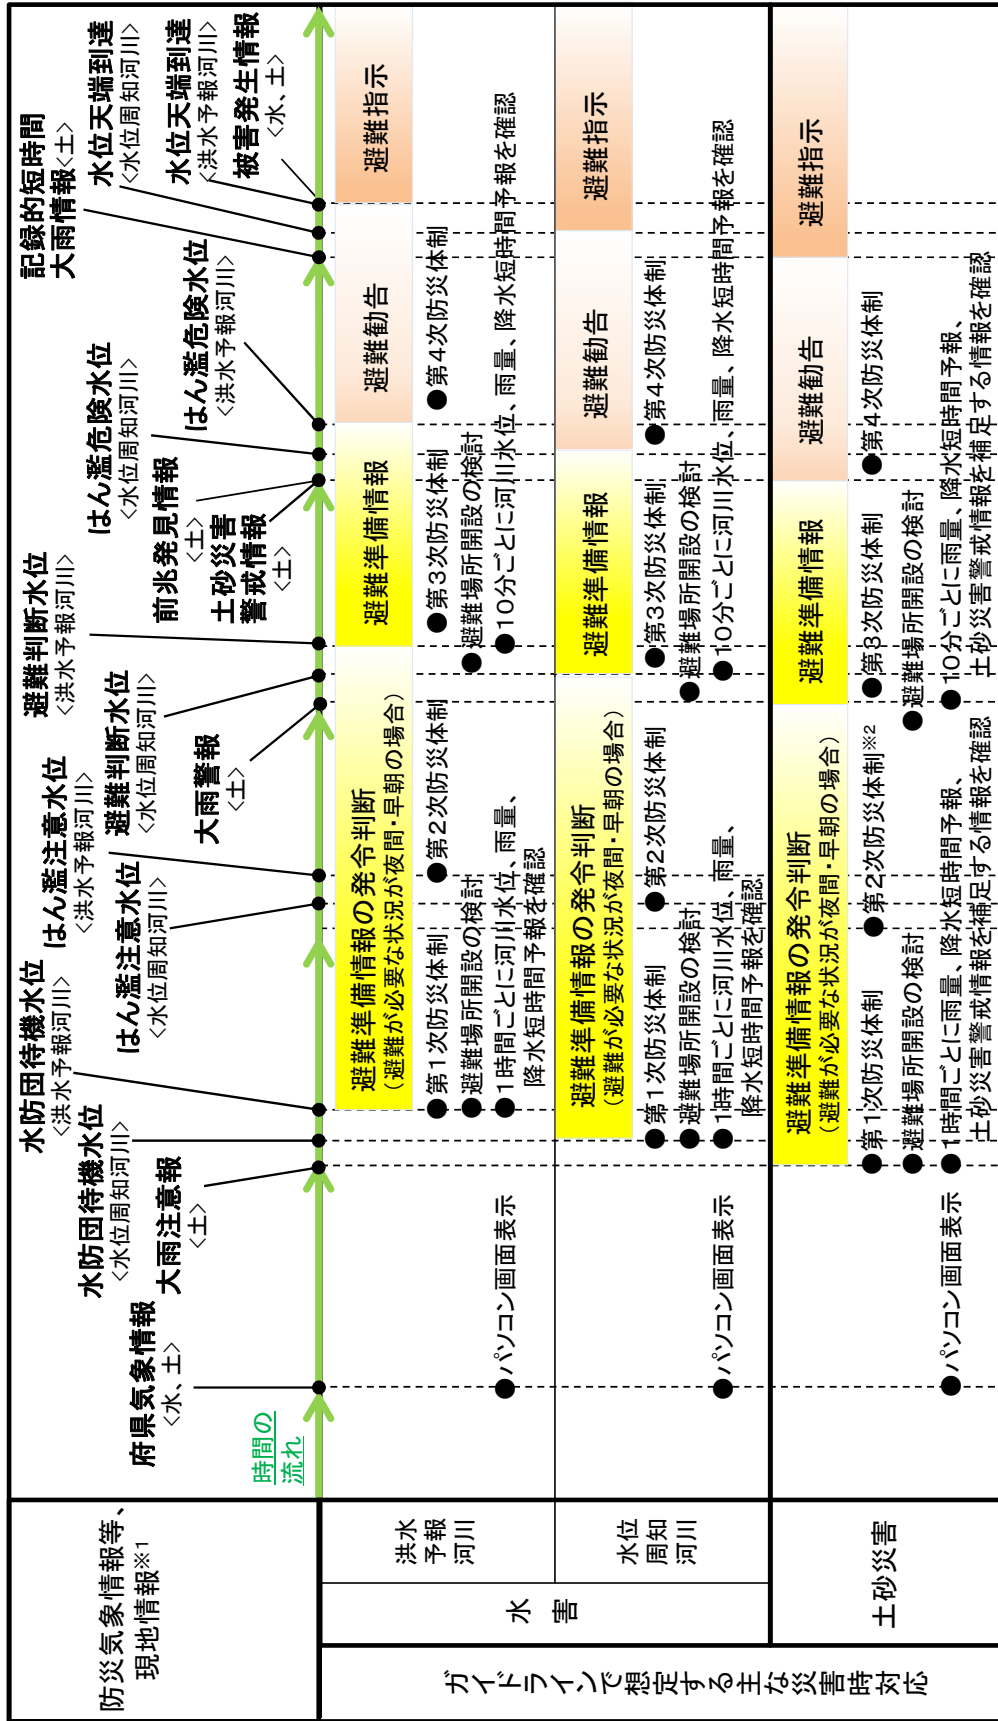 防災気象情報等、
現地情報※1
府県気象情報
<水、土>
水防団待機水位
<水位周知河川>
大雨注意報
<土>
水防団待機水位
<洪水予報河川>
はん濫注意水位
<水位周知河川>
はん濫注意水位
<洪水予報河川>
大雨警報
<土>
避難判断水位
<水位周知河川>
避難判断水位
<洪水予報河川>
前兆発見情報
<土>
土砂災害
警戒情報
<土>
はん濫危険水位
<水位周知河川>
はん濫危険水位
<洪水予報河川>
記録的短時間
大雨情報<土>
水位天端到達
<水位周知河川>
水位天端到達
<洪水予報河川>
被害発生情報
<水、土>
時間の
流れ
ガイドラインで想定する主な災害時対応
水 害
洪水
予報
河川
避難準備情報の発令判断
(避難が必要な状況が夜間・早朝の場合)
避難準備情報
避難勧告
避難指示
●第1次防災体制
●第2次防災体制
●第3次防災体制
●第4次防災体制
●避難場所開設の検討
●避難場所開設の検討
●パソコン画面表示
●1時間ごとに河川水位、雨量、
降水短時間予報を確認
●10分ごとに河川水位、雨量、降水短時間予報を確認
水位
周知
河川
避難準備情報の発令判断
(避難が必要な状況が夜間・早朝の場合)
避難準備情報
避難勧告
避難指示
●第1次防災体制
●第2次防災体制
●第3次防災体制
●第4次防災体制
●避難場所開設の検討
●避難場所開設の検討
●パソコン画面表示
●1時間ごとに河川水位、雨量、
降水短時間予報を確認
●10分ごとに河川水位、雨量、降水短時間予報を確認
土砂災害
避難準備情報の発令判断
(避難が必要な状況が夜間・早朝の場合)
避難準備情報
避難勧告
避難指示
●第1次防災体制
●第2次防災体制※2
●第3次防災体制
●第4次防災体制
●避難場所開設の検討
●避難場所開設の検討
●パソコン画面表示
●1時間ごとに雨量、降水短時間予報、
土砂災害警戒情報を補足する情報を確認
●10分ごとに雨量、降水短時間予報、
土砂災害警戒情報を補足する情報を確認